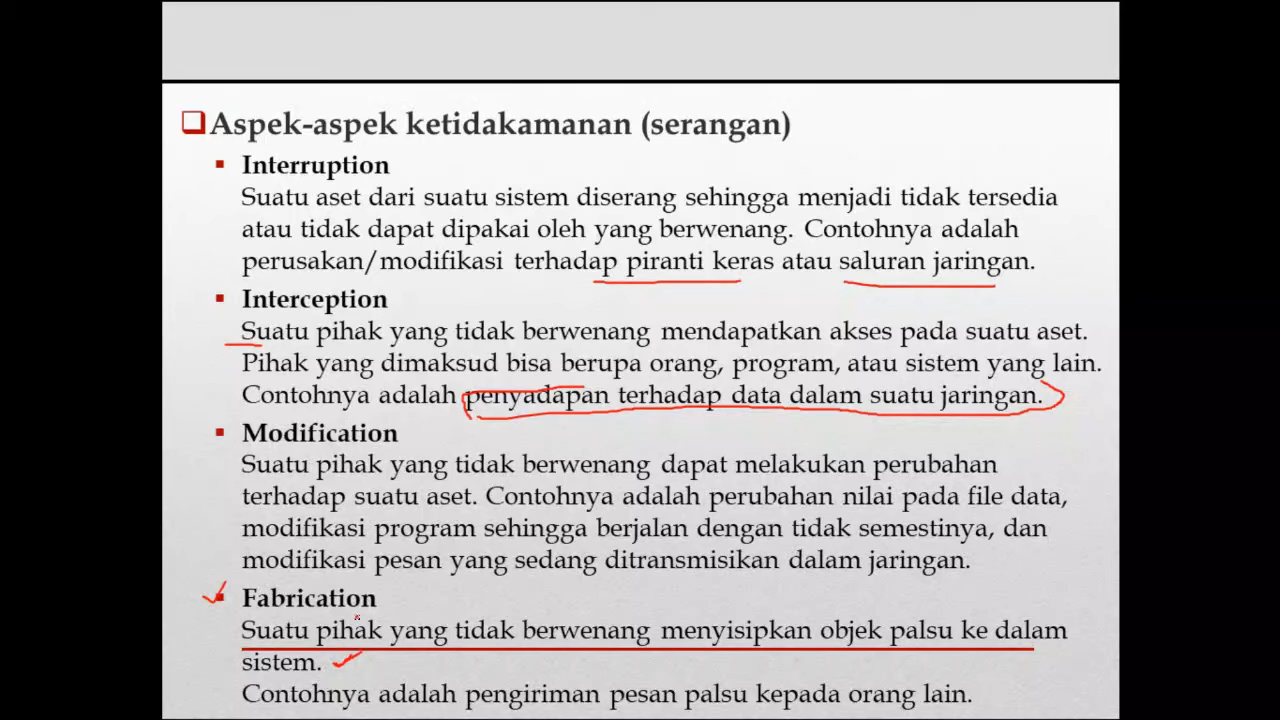 Aspek-aspek ketidakamanan (serangan)
Interruption
Suatu aset dari suatu sistem diserang sehingga menjadi tidak tersedia
atau tidak dapat dipakai oleh yang berwenang. Contohnya adalah
perusakan/modifikasi terhadap piranti keras atau saluran jaringan.
Interception
Suatu pihak yang tidak berwenang mendapatkan akses pada suatu aset.
Pihak yang dimaksud bisa berupa orang, program, atau sistem yang lain.
Contohnya adalah penyadapan terhadap data dalam suatu jaringan.
Modification
Suatu pihak yang tidak berwenang dapat melakukan perubahan
terhadap suatu aset. Contohnya adalah perubahan nilai pada file data,
modifikasi program sehingga berjalan dengan tidak semestinya, dan
modifikasi pesan yang sedang ditransmisikan dalam jaringan.
Fabrication
Suatu pihak yang tidak berwenang menyisipkan objek palsu ke dalam
sistem.
Contohnya adalah pengiriman pesan palsu kepada orang lain.